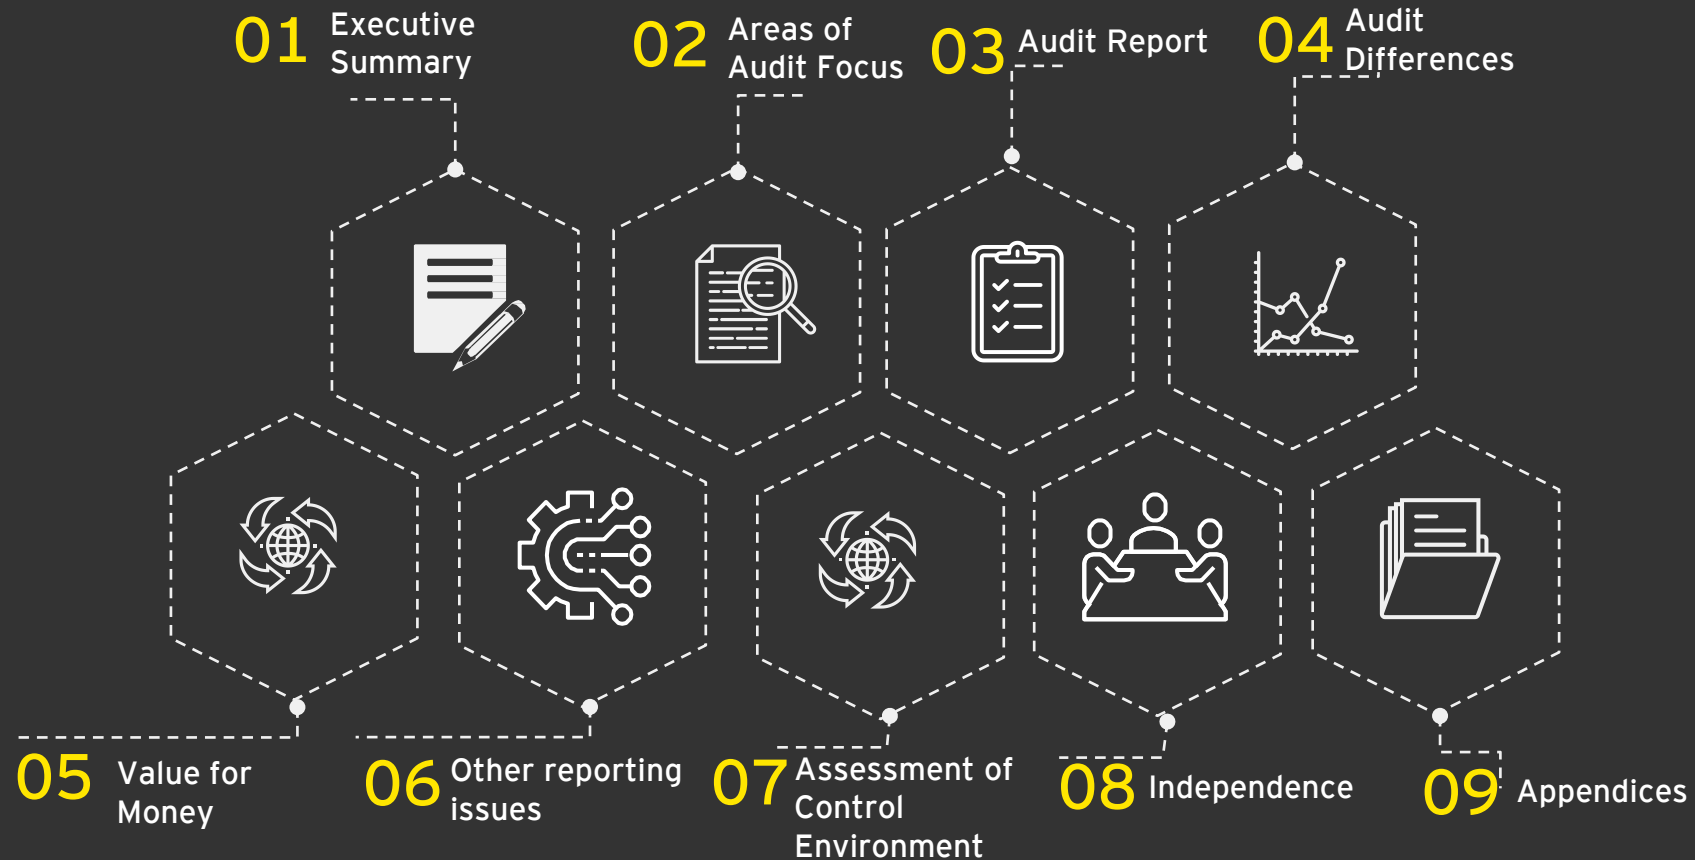 01 Executive
Summary
02 Areas of
Audit Focus
03 Audit Report
04 Audit
Differences
05 Value for
Money
06 Other reporting
issues
07 Assessment of
Control
Environment
08 Independence
09 Appendices